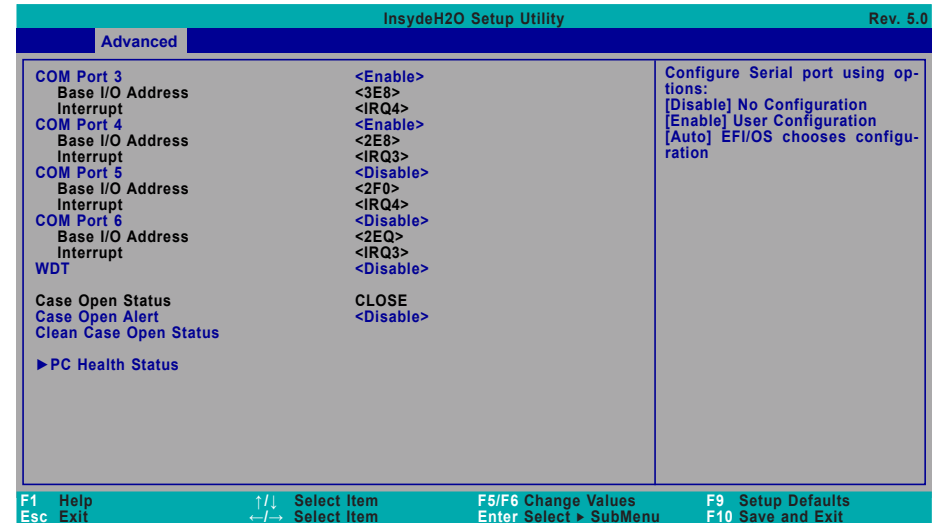 InsydeH2O Setup Utility Rev. 5.0
Advanced
COM Port 3 <Enable>
Base I/O Address <3E8>
Interrupt <IRQ4>
COM Port 4 <Enable>
Base I/O Address <2E8>
Interrupt <IRQ3>
COM Port 5 <Disable>
Base I/O Address <2F0>
Interrupt <IRQ4>
COM Port 6 <Disable>
Base I/O Address <2EQ>
Interrupt <IRQ3>
WDT <Disable>
Case Open Status CLOSE
Case Open Alert <Disable>
Clean Case Open Status
►PC Health Status
Configure Serial port using op-
tions:
[Disable] No Configuration
[Enable] User Configuration
[Auto] EFI/OS chooses configu-
ration
F1 Help ↑/↓ Select Item F5/F6 Change Values F9 Setup Defaults
Esc Exit ←/→ Select Item Enter Select ► SubMenu F10 Save and Exit